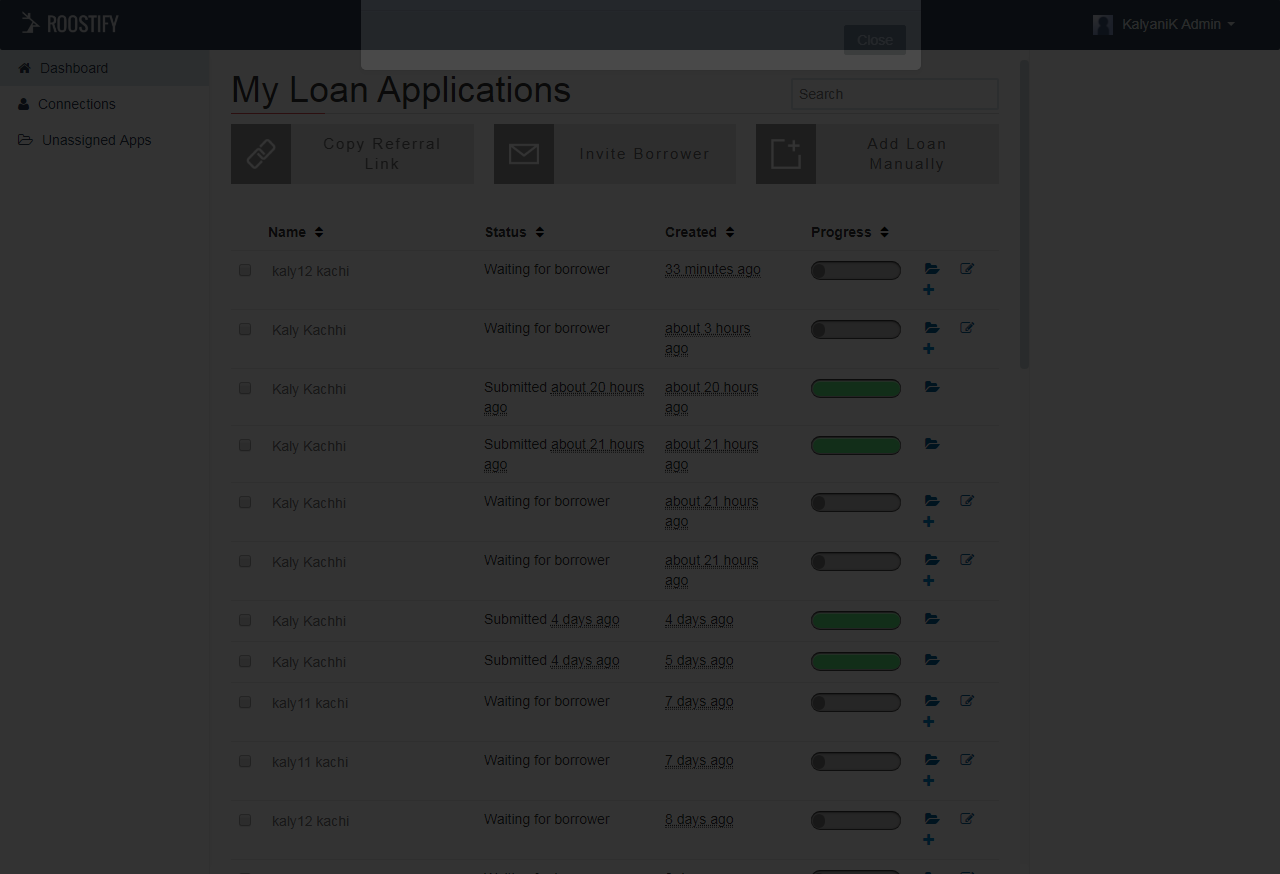 ROOSTIFY
Close
KalyaniK Admin
Dashboard
Connections
Unassigned Apps
My Loan Applications
Search
Copy Referral
Link
Invite Borrower
Add Loan
Manually
Name Status Created Progress
kaly12 kachi Waiting for borrower 33 minutes ago
Kaly Kachhi Waiting for borrower about 3 hours
ago
Kaly Kachhi Submitted about 20 hours about 20 hours
ago ago
Kaly Kachhi Submitted about 21 hours about 21 hours
ago ago
Kaly Kachhi Waiting for borrower about 21 hours
ago
Kaly Kachhi Waiting for borrower about 21 hours
ago
Kaly Kachhi Submitted 4 days ago 4 days ago
Kaly Kachhi Submitted 4 days ago 5 days ago
kaly11 kachi Waiting for borrower 7 days ago
kaly11 kachi Waiting for borrower 7 days ago
kaly12 kachi Waiting for borrower 8 days ago